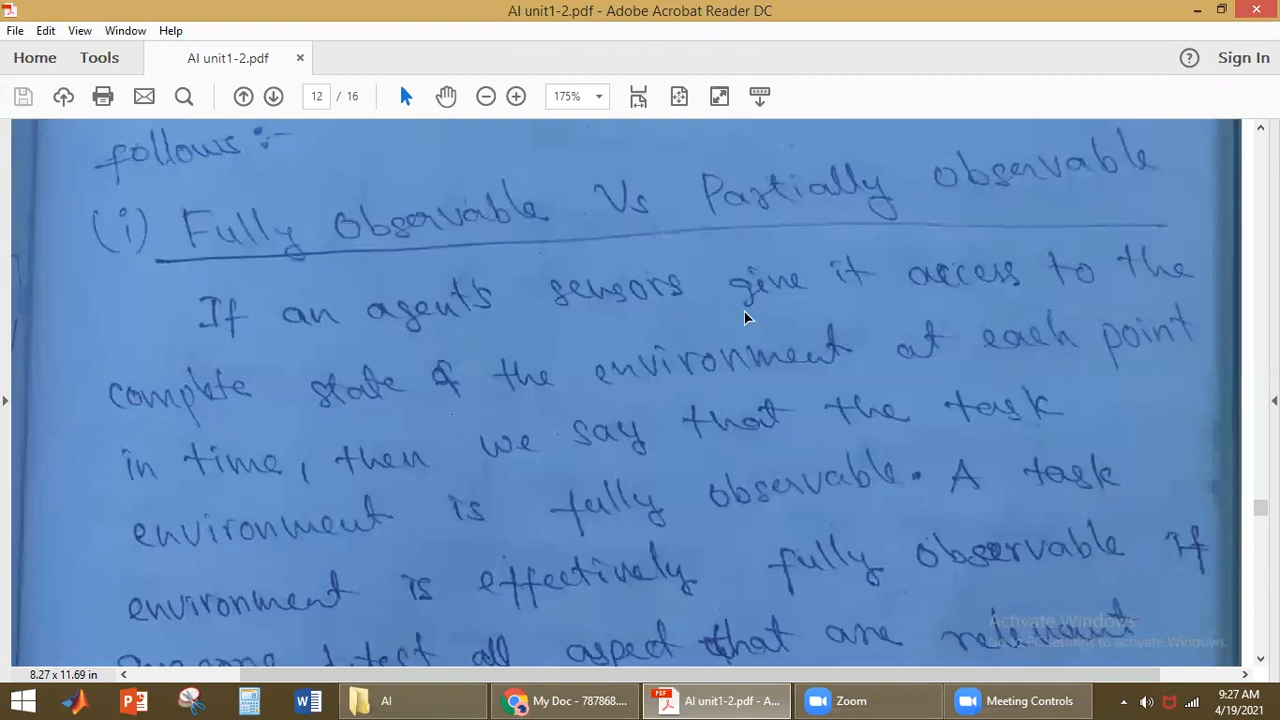 AI unit1-2.pdf - Adobe Acrobat Reader DC
File Edit View Window Help
Home Tools AI unit1-2.pdf × ? Sign In
12 / 16 175%
follows :-
(i) Fully Observable Vs Partially observable
If an agent's sensors give it access to the
complete state of the environment at each point
in time, then we say that the task
environment is fully observable. A task
environment is effectively fully observable if
all aspect that are
Activate Windows
Go to PC settings to activate Windows.
8.27 x 11.69 in
AI My Doc - 787868.... AI unit1-2.pdf - A... Zoom Meeting Controls
9:27 AM
4/19/2021